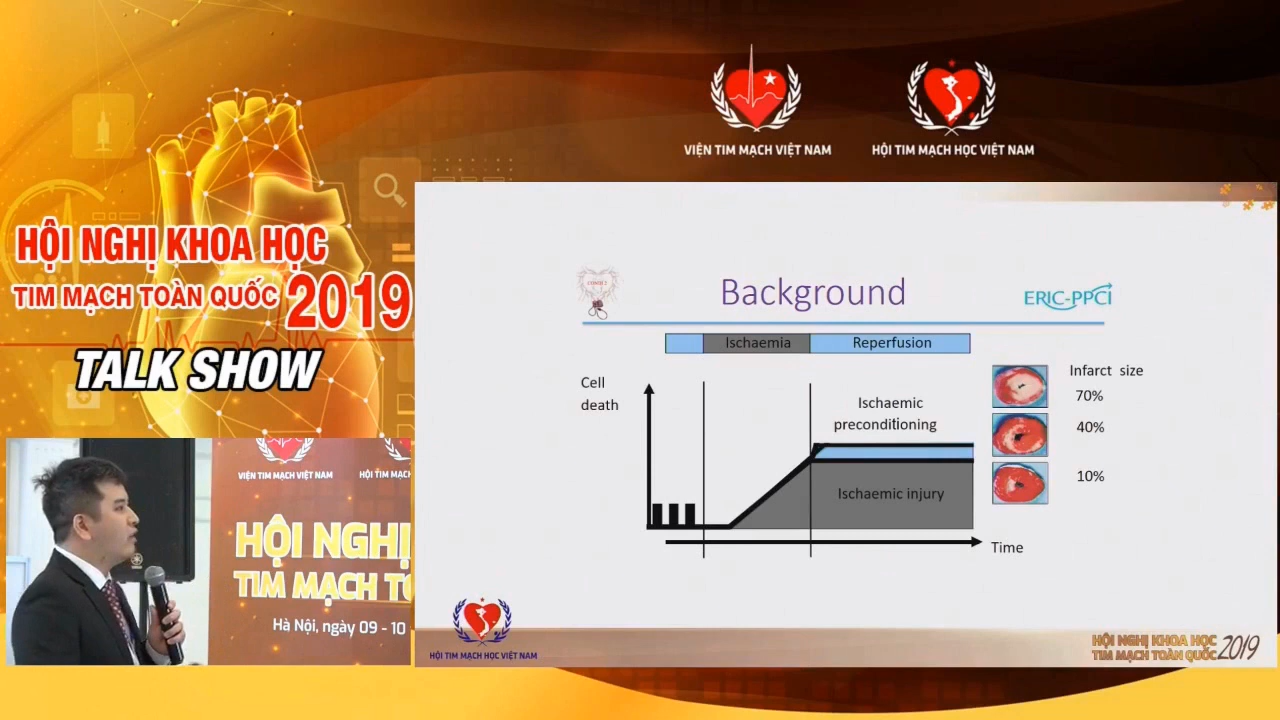 VIỆN TIM MẠCH VIỆT NAM
HỘI TIM MẠCH HỌC VIỆT NAM
HỘI NGHỊ KHOA HỌC
TIM MẠCH TOÀN QUỐC 2019
TALK SHOW
VIỆN TIM MẠCH VIỆT NAM
HỘI TIM M
HỘI NGHỊ
TIM MẠCH TO
Hà Nội, ngày 09 - 10
Background
ERIC-PPCI
Ischaemia
Reperfusion
Cell
death
Ischaemic
preconditioning
Ischaemic injury
Time
Infarct size
70%
40%
10%
HỘI TIM MẠCH HỌC VIỆT NAM
HỘI NGHỊ KHOA HỌC
TIM MẠCH TOÀN QUỐC 2019